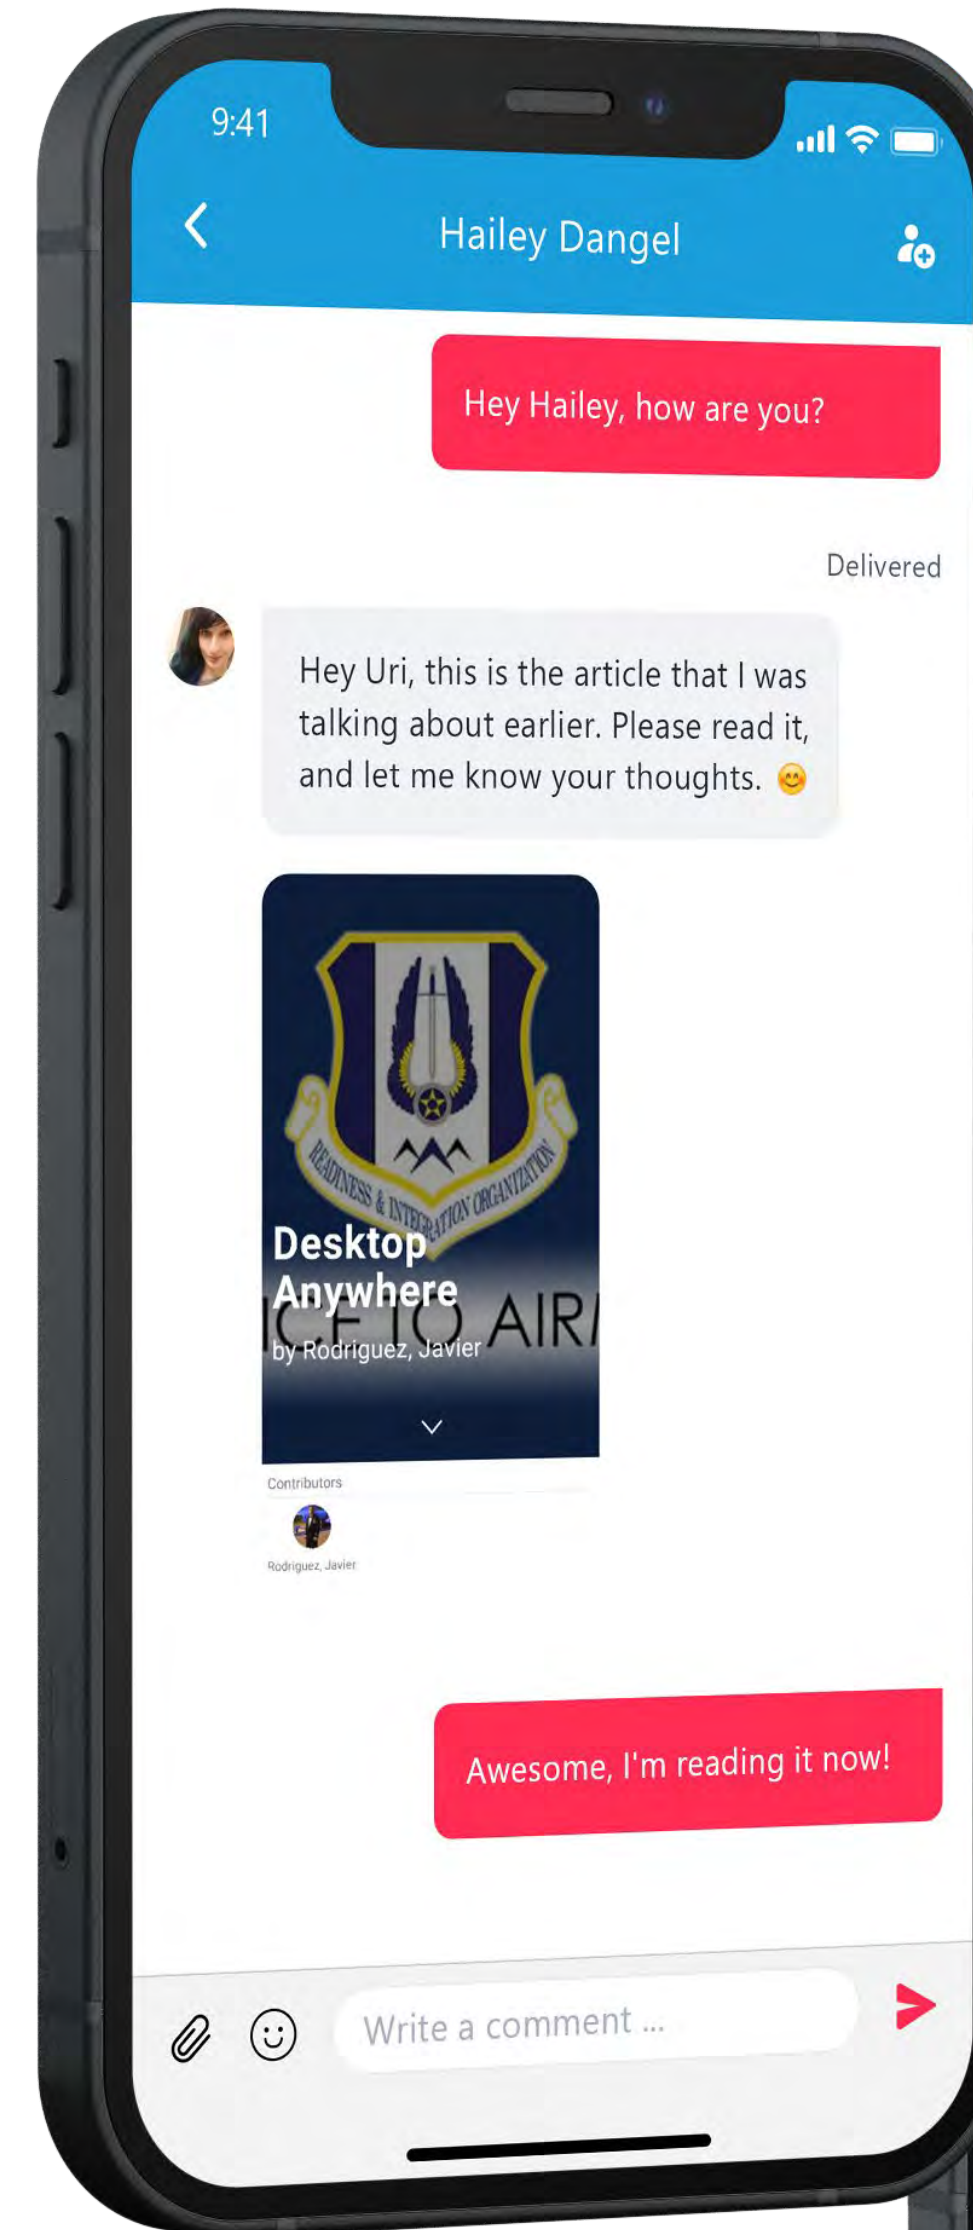 9:41
Hailey Dangel
Hey Hailey, how are you?
Delivered
Hey Uri, this is the article that I was
talking about earlier. Please read it,
and let me know your thoughts.
READINESS & INTEGRATION ORGANIZATION
Desktop
Anywhere
ICE TO AIR
by Rodriguez, Javier
Contributors
Rodriguez, Javier
Awesome, I'm reading it now!
Write a comment ...